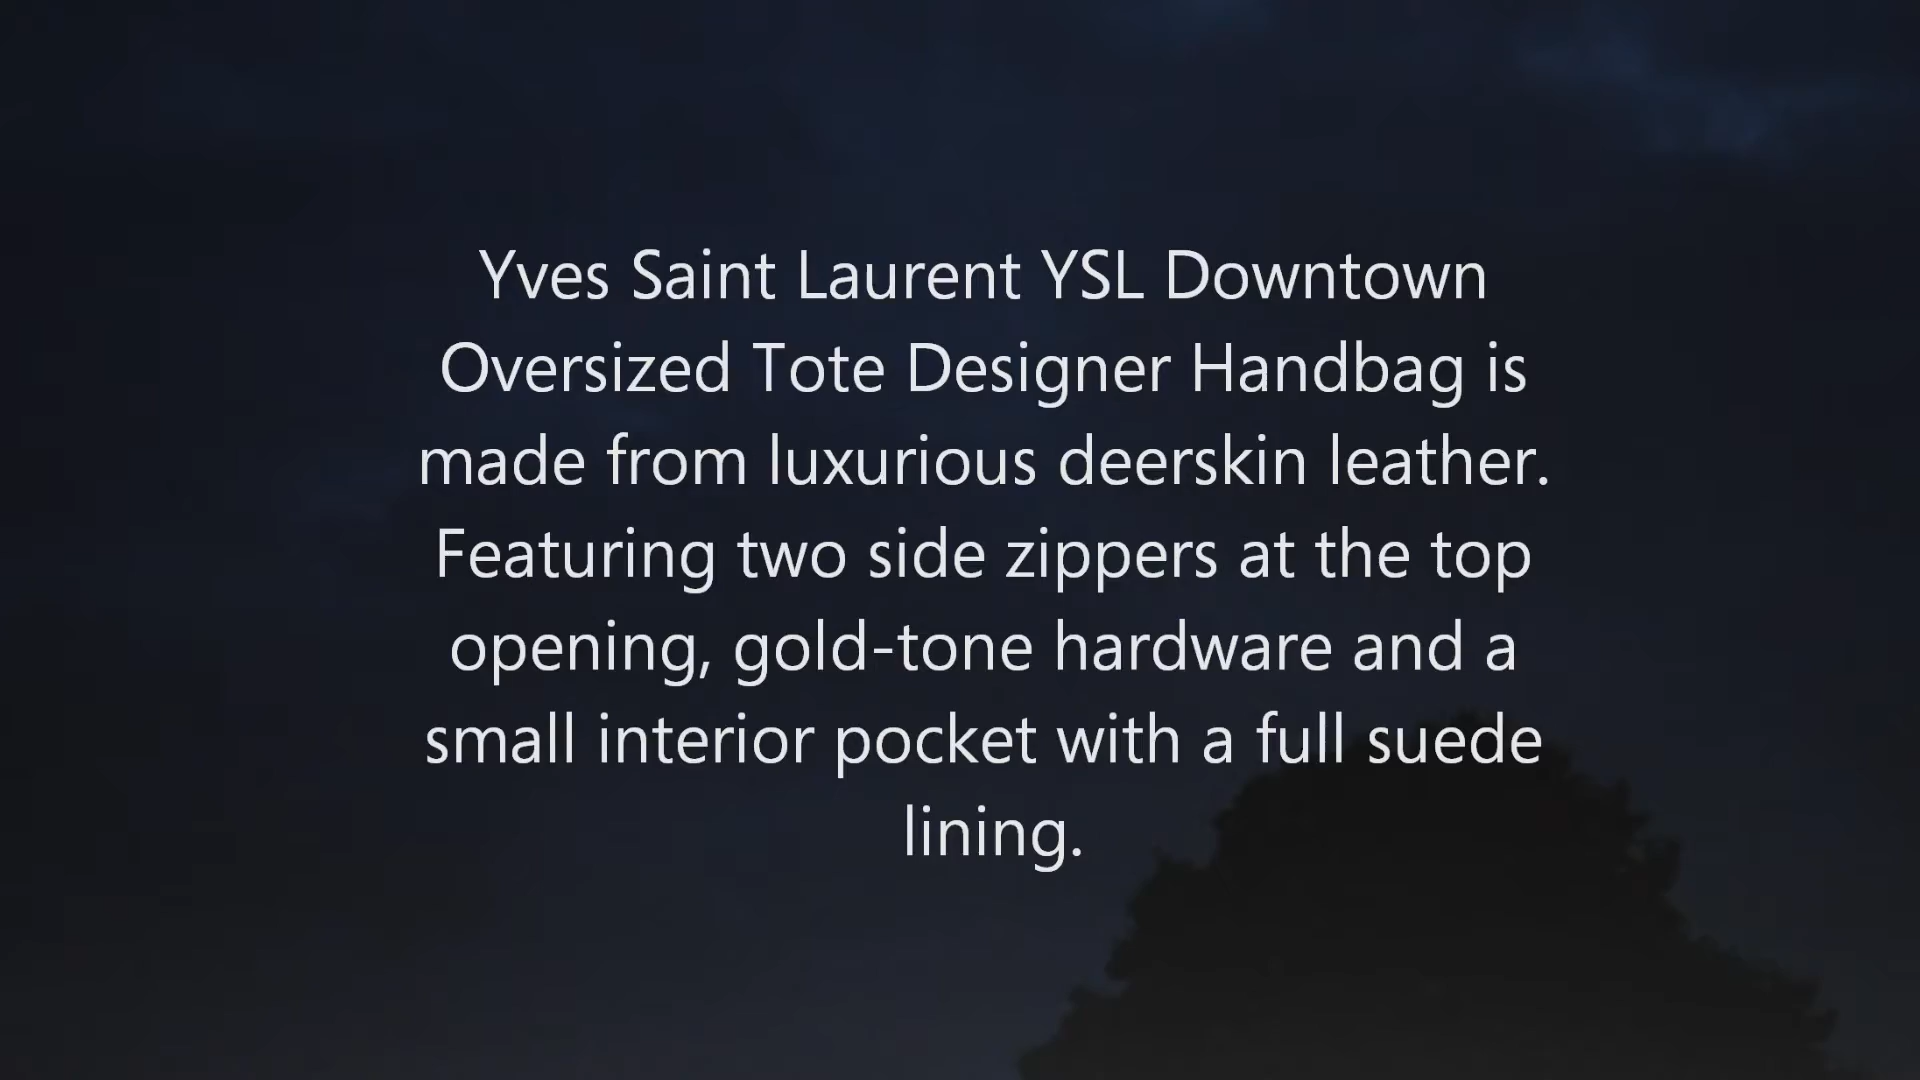 Yves Saint Laurent YSL Downtown
Oversized Tote Designer Handbag is
made from luxurious deerskin leather.
Featuring two side zippers at the top
opening, gold-tone hardware and a
small interior pocket with a full suede
lining.